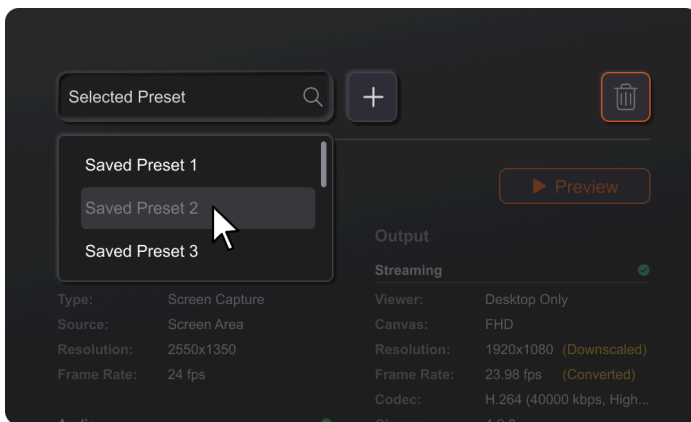 Selected Preset
Saved Preset 1
Saved Preset 2
Saved Preset 3
Preview
Output
Streaming
Type: Screen Capture
Source: Screen Area
Resolution: 2550x1350
Frame Rate: 24 fps
Viewer: Desktop Only
Canvas: FHD
Resolution: 1920x1080 (Downscaled)
Frame Rate: 23.98 fps (Converted)
Codec: H.264 (40000 kbps, High...